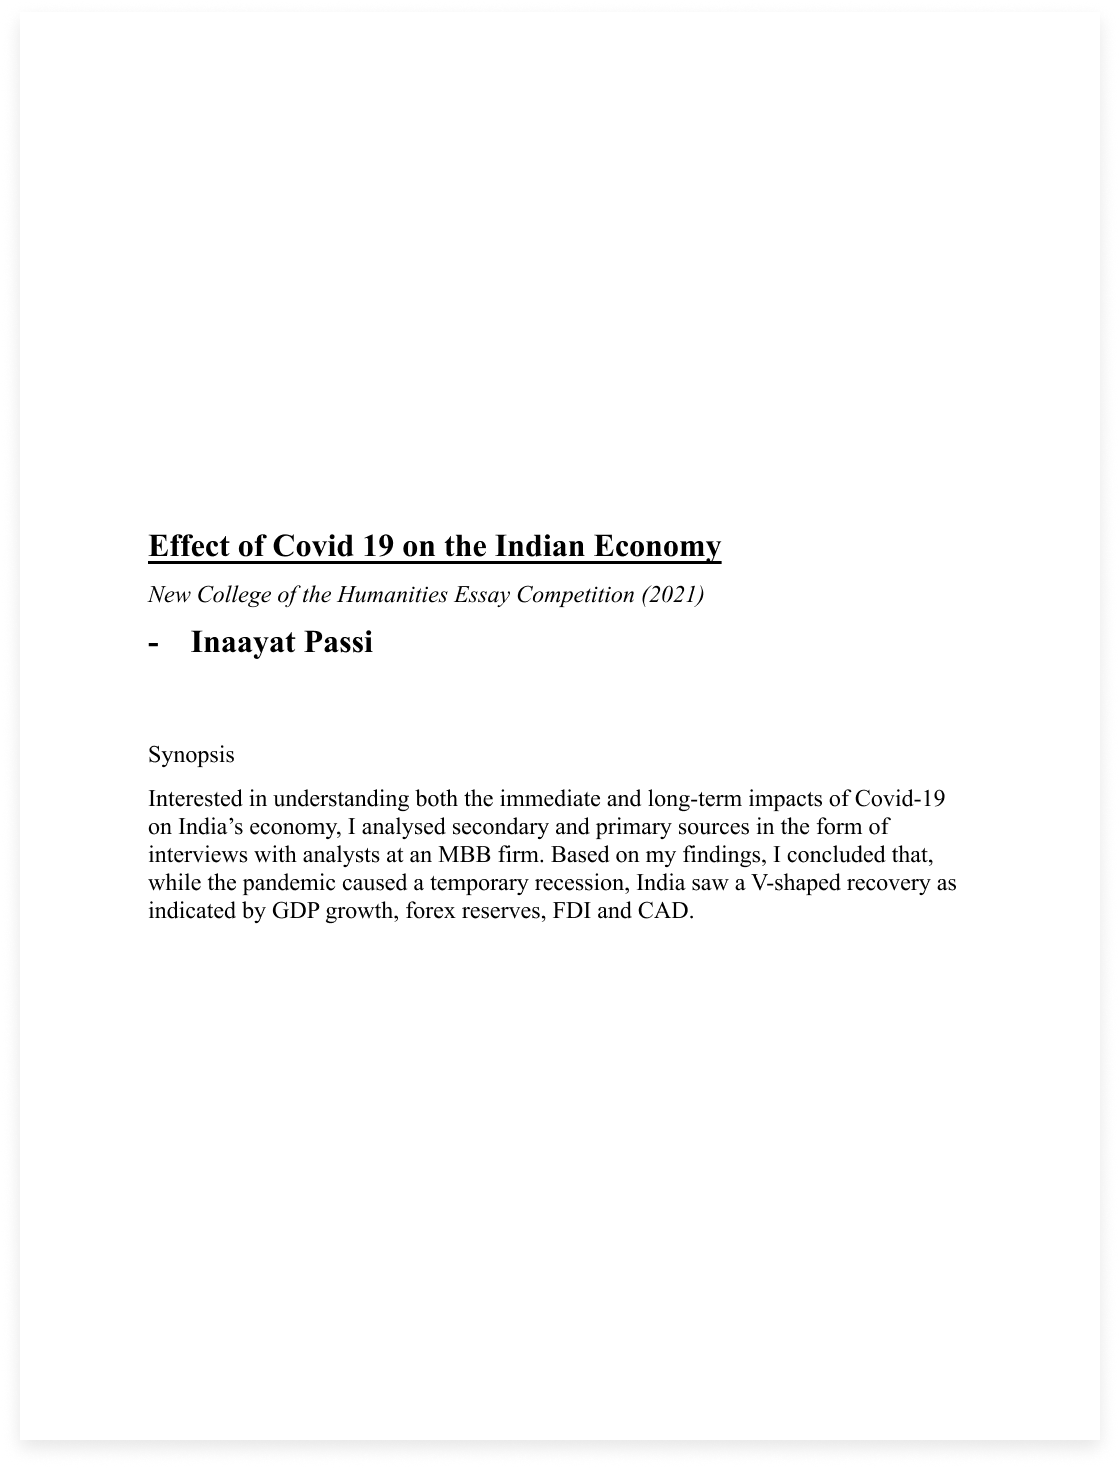 Effect of Covid 19 on the Indian Economy
New College of the Humanities Essay Competition (2021)
- Inaayat Passi
Synopsis
Interested in understanding both the immediate and long-term impacts of Covid-19
on India’s economy, I analysed secondary and primary sources in the form of
interviews with analysts at an MBB firm. Based on my findings, I concluded that,
while the pandemic caused a temporary recession, India saw a V-shaped recovery as
indicated by GDP growth, forex reserves, FDI and CAD.